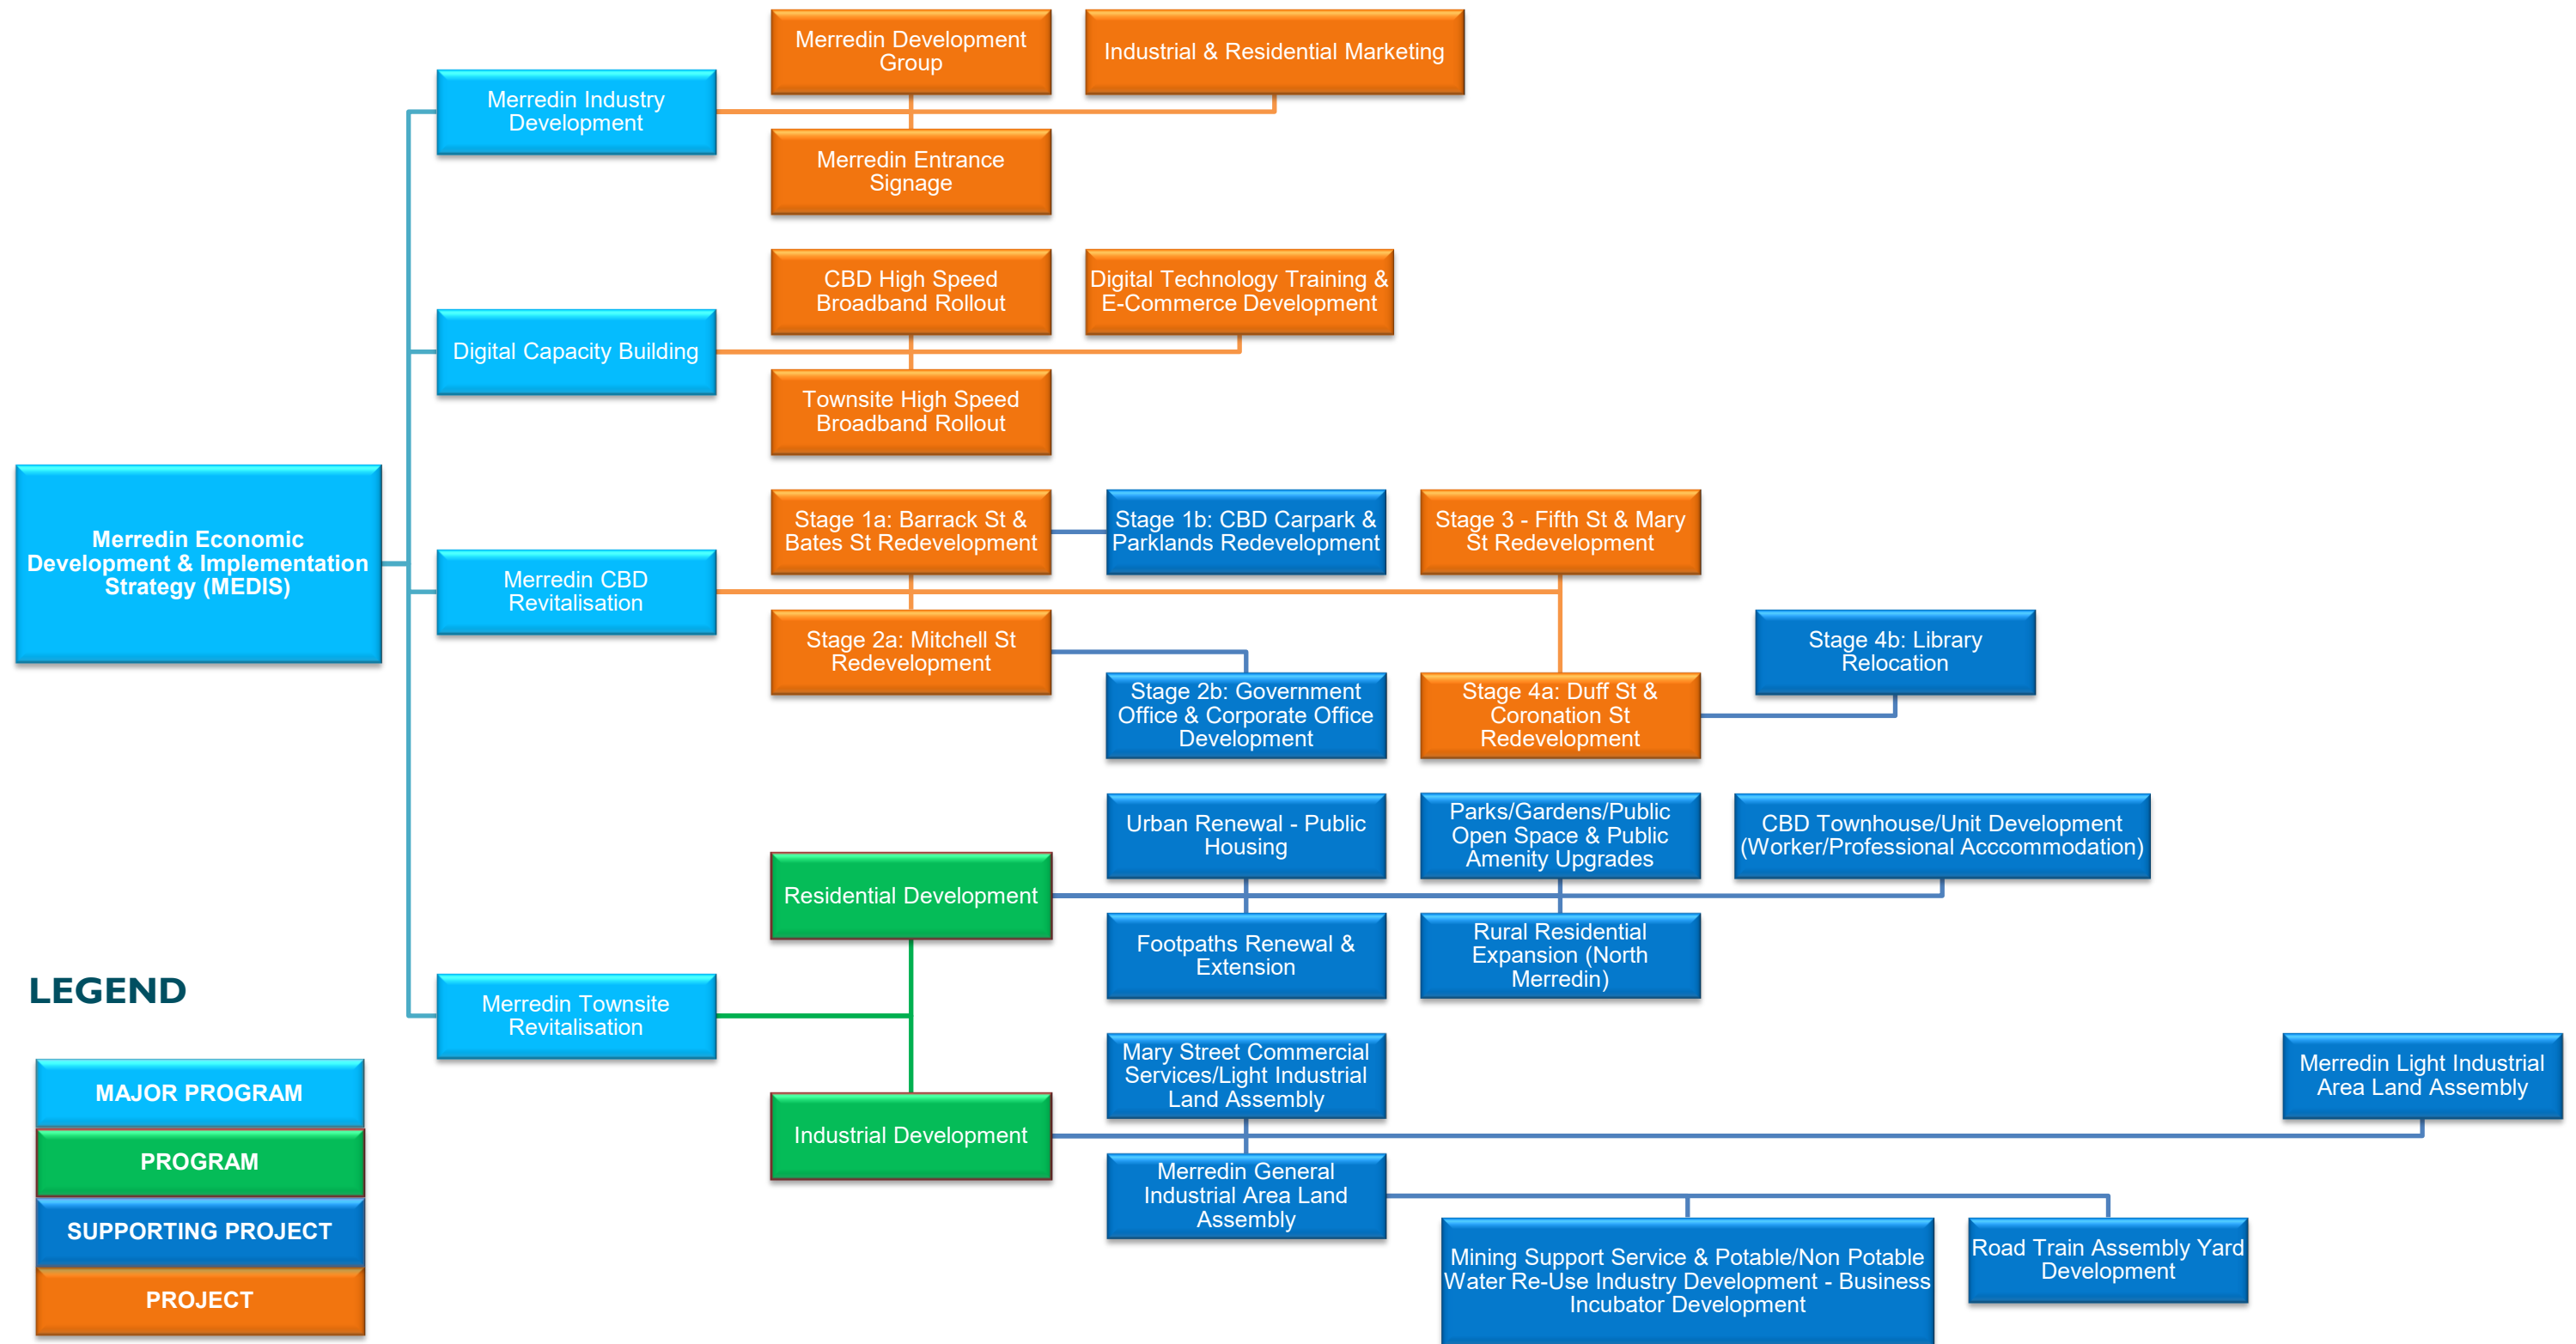 Merredin Development
Group
Industrial & Residential Marketing
Merredin Industry
Development
Merredin Entrance
Signage
CBD High Speed
Broadband Rollout
Digital Technology Training &
E-Commerce Development
Digital Capacity Building
Townsite High Speed
Broadband Rollout
Merredin Economic
Development & Implementation
Strategy (MEDIS)
Stage 1a: Barrack St &
Bates St Redevelopment
Stage 1b: CBD Carpark &
Parklands Redevelopment
Stage 3 - Fifth St & Mary
St Redevelopment
Merredin CBD
Revitalisation
Stage 2a: Mitchell St
Redevelopment
Stage 2b: Government
Office & Corporate Office
Development
Stage 4a: Duff St &
Coronation St
Redevelopment
Stage 4b: Library
Relocation
Urban Renewal - Public
Housing
Parks/Gardens/Public
Open Space & Public
Amenity Upgrades
CBD Townhouse/Unit Development
(Worker/Professional Acccommodation)
Residential Development
Footpaths Renewal &
Extension
Rural Residential
Expansion (North
Merredin)
Merredin Townsite
Revitalisation
Mary Street Commercial
Services/Light Industrial
Land Assembly
Merredin Light Industrial
Area Land Assembly
Industrial Development
Merredin General
Industrial Area Land
Assembly
Mining Support Service & Potable/Non Potable
Water Re-Use Industry Development - Business
Incubator Development
Road Train Assembly Yard
Development
LEGEND
MAJOR PROGRAM
PROGRAM
SUPPORTING PROJECT
PROJECT